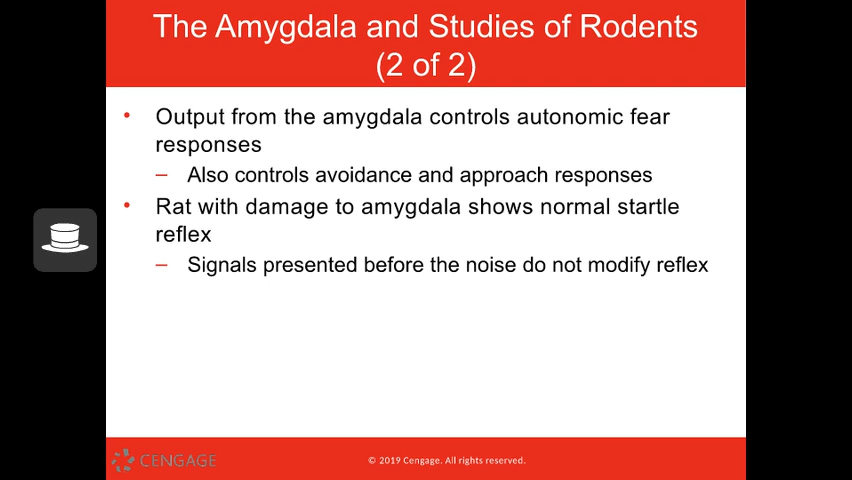 The Amygdala and Studies of Rodents
(2 of 2)
• Output from the amygdala controls autonomic fear
responses
– Also controls avoidance and approach responses
• Rat with damage to amygdala shows normal startle
reflex
– Signals presented before the noise do not modify reflex
CENGAGE
© 2019 Cengage. All rights reserved.